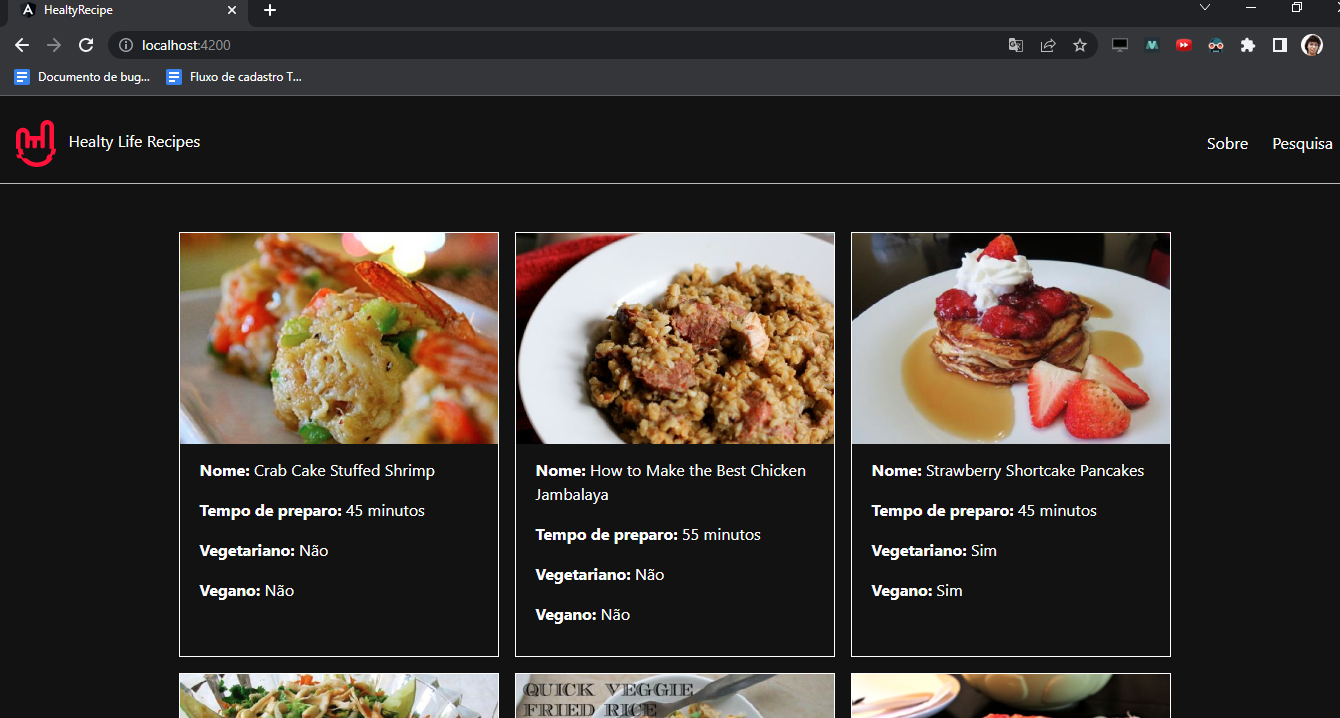 HealtyRecipe
localhost:4200
Documento de bug...
Fluxo de cadastro T...
Healty Life Recipes
Sobre
Pesquisa
Nome: Crab Cake Stuffed Shrimp
Tempo de preparo: 45 minutos
Vegetariano: Não
Vegano: Não
Nome: How to Make the Best Chicken
Jambalaya
Tempo de preparo: 55 minutos
Vegetariano: Não
Vegano: Não
Nome: Strawberry Shortcake Pancakes
Tempo de preparo: 45 minutos
Vegetariano: Sim
Vegano: Sim
QUICK VEGGIE
FRIED RICE